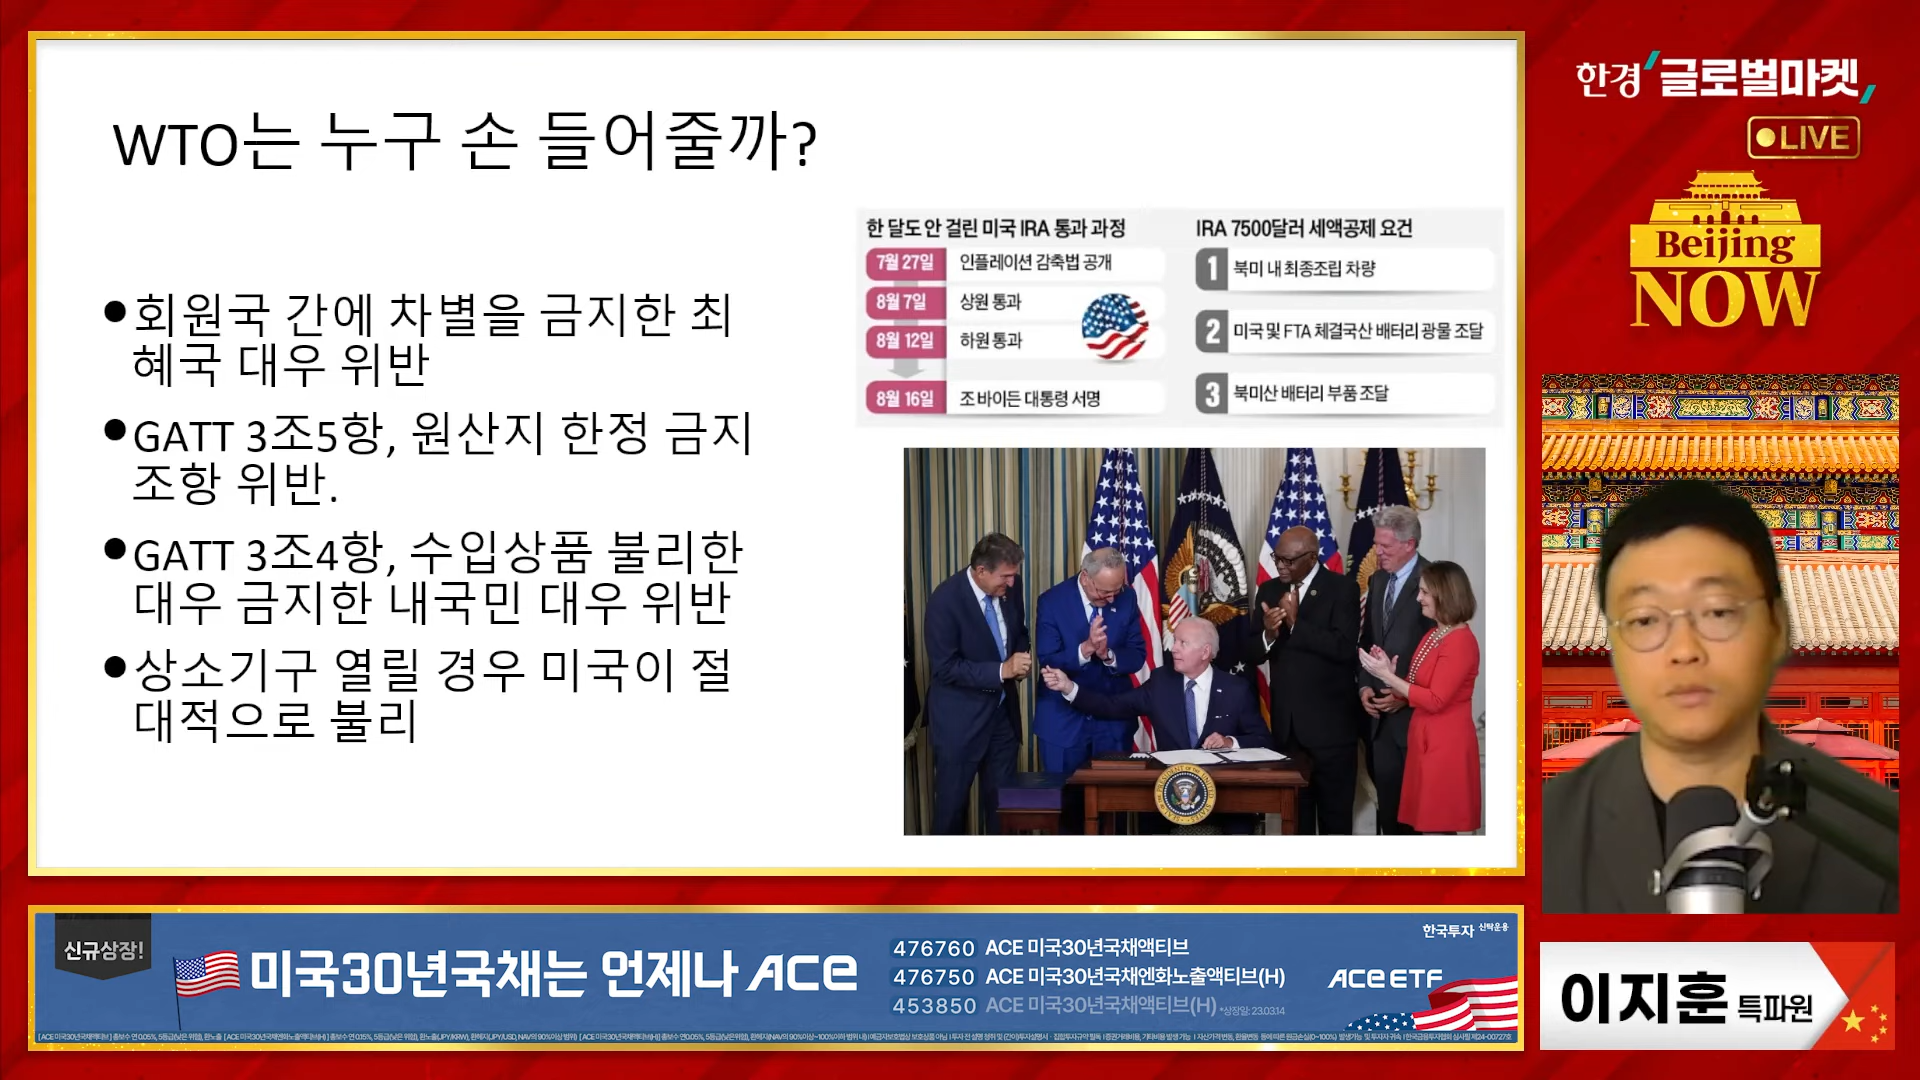 WTO는 누구 손 들어줄까?
•회원국 간에 차별을 금지한 최
혜국 대우 위반
•GATT 3조5항, 원산지 한정 금지
조항 위반.
•GATT 3조4항, 수입상품 불리한
대우 금지한 내국민 대우 위반
•상소기구 열릴 경우 미국이 절
대적으로 불리
한 달도 안 걸린 미국 IRA 통과 과정
7월 27일 인플레이션 감축법 공개
8월 7일 상원 통과
8월 12일 하원 통과
8월 16일 조 바이든 대통령 서명
IRA 7500달러 세액공제 요건
1 북미 내 최종조립 차량
2 미국 및 FTA 체결국산 배터리 광물 조달
3 북미산 배터리 부품 조달
한경 글로벌마켓
LIVE
Beijing
NOW
이지훈 특파원
신규상장!
미국30년국채는 언제나 ACE
476760 ACE 미국30년국채액티브
476750 ACE 미국30년국채엔화노출액티브(H)
453850 ACE 미국30년국채액티브(H) *상장일: 23.03.14
한국투자 신탁운용
ACE ETF